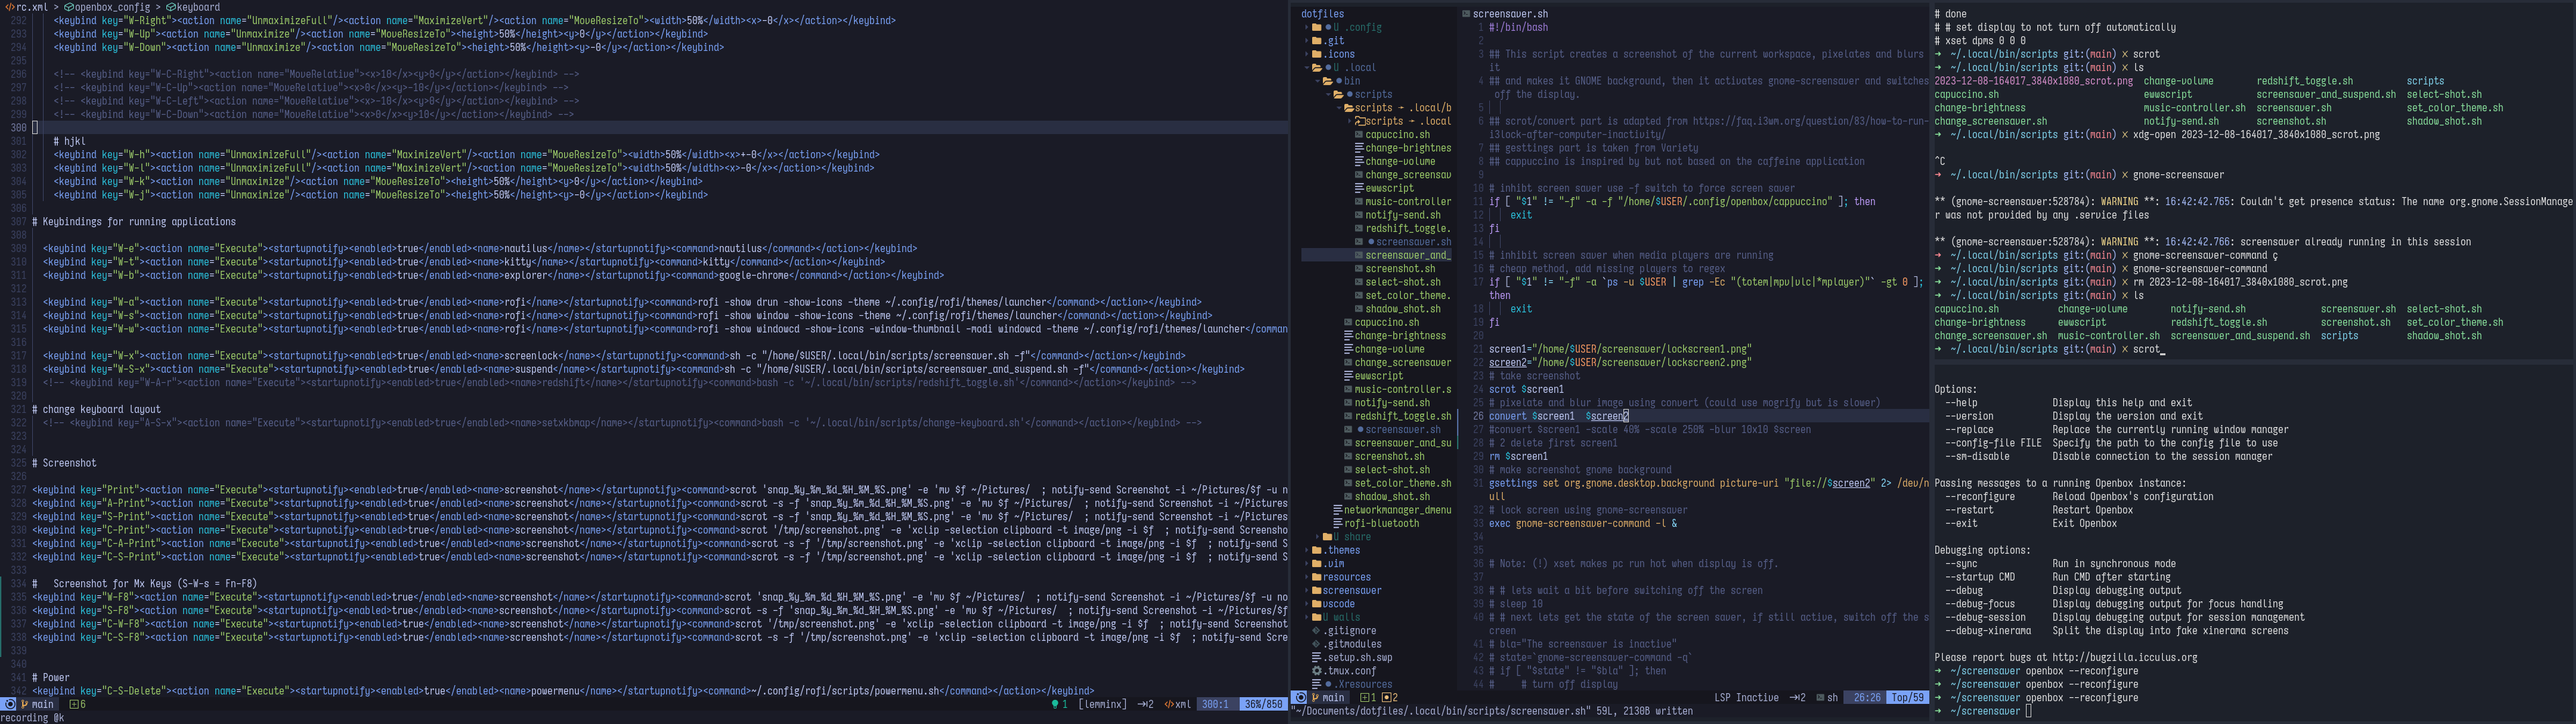 rc.xml > openbox_config > keyboard
292 <keybind key="W-Right"><action name="UnmaximizeFull"/><action name="MaximizeVert"/><action name="MoveResizeTo"><width>50%</width><x>-0</x></action></keybind>
293 <keybind key="W-Up"><action name="Unmaximize"/><action name="MoveResizeTo"><height>50%</height><y>0</y></action></keybind>
294 <keybind key="W-Down"><action name="Unmaximize"/><action name="MoveResizeTo"><height>50%</height><y>-0</y></action></keybind>
295
296 <!-- <keybind key="W-C-Right"><action name="MoveRelative"><x>10</x><y>0</y></action></keybind> -->
297 <!-- <keybind key="W-C-Up"><action name="MoveRelative"><x>0</x><y>-10</y></action></keybind> -->
298 <!-- <keybind key="W-C-Left"><action name="MoveRelative"><x>-10</x><y>0</y></action></keybind> -->
299 <!-- <keybind key="W-C-Down"><action name="MoveRelative"><x>0</x><y>10</y></action></keybind> -->
300
301 # hjkl
302 <keybind key="W-h"><action name="UnmaximizeFull"/><action name="MaximizeVert"/><action name="MoveResizeTo"><width>50%</width><x>+-0</x></action></keybind>
303 <keybind key="W-l"><action name="UnmaximizeFull"/><action name="MaximizeVert"/><action name="MoveResizeTo"><width>50%</width><x>-0</x></action></keybind>
304 <keybind key="W-k"><action name="Unmaximize"/><action name="MoveResizeTo"><height>50%</height><y>0</y></action></keybind>
305 <keybind key="W-j"><action name="Unmaximize"/><action name="MoveResizeTo"><height>50%</height><y>-0</y></action></keybind>
306
307 # Keybindings for running applications
308
309 <keybind key="W-e"><action name="Execute"><startupnotify><enabled>true</enabled><name>nautilus</name></startupnotify><command>nautilus</command></action></keybind>
310 <keybind key="W-t"><action name="Execute"><startupnotify><enabled>true</enabled><name>kitty</name></startupnotify><command>kitty</command></action></keybind>
311 <keybind key="W-b"><action name="Execute"><startupnotify><enabled>true</enabled><name>explorer</name></startupnotify><command>google-chrome</command></action></keybind>
312
313 <keybind key="W-a"><action name="Execute"><startupnotify><enabled>true</enabled><name>rofi</name></startupnotify><command>rofi -show drun -show-icons -theme ~/.config/rofi/themes/launcher</command></action></keybind>
314 <keybind key="W-s"><action name="Execute"><startupnotify><enabled>true</enabled><name>rofi</name></startupnotify><command>rofi -show window -show-icons -theme ~/.config/rofi/themes/launcher</command></action></keybind>
315 <keybind key="W-w"><action name="Execute"><startupnotify><enabled>true</enabled><name>rofi</name></startupnotify><command>rofi -show windowcd -show-icons -window-thumbnail -modi windowcd -theme ~/.config/rofi/themes/launcher</comman
316
317 <keybind key="W-x"><action name="Execute"><startupnotify><enabled>true</enabled><name>screenlock</name></startupnotify><command>sh -c "/home/$USER/.local/bin/scripts/screensaver.sh -f"</command></action></keybind>
318 <keybind key="W-S-x"><action name="Execute"><startupnotify><enabled>true</enabled><name>suspend</name></startupnotify><command>sh -c "/home/$USER/.local/bin/scripts/screensaver_and_suspend.sh -f"</command></action></keybind>
319 <!-- <keybind key="W-A-r"><action name="Execute"><startupnotify><enabled>true</enabled><name>redshift</name></startupnotify><command>bash -c '~/.local/bin/scripts/redshift_toggle.sh'</command></action></keybind> -->
320
321 # change keyboard layout
322 <!-- <keybind key="A-S-x"><action name="Execute"><startupnotify><enabled>true</enabled><name>setxkbmap</name></startupnotify><command>bash -c '~/.local/bin/scripts/change-keyboard.sh'</command></action></keybind> -->
323
324
325 # Screenshot
326
327 <keybind key="Print"><action name="Execute"><startupnotify><enabled>true</enabled><name>screenshot</name></startupnotify><command>scrot 'snap_%y_%m_%d_%H_%M_%S.png' -e 'mv $f ~/Pictures/  ; notify-send Screenshot -i ~/Pictures/$f -u n
328 <keybind key="A-Print"><action name="Execute"><startupnotify><enabled>true</enabled><name>screenshot</name></startupnotify><command>scrot -s -f 'snap_%y_%m_%d_%H_%M_%S.png' -e 'mv $f ~/Pictures/  ; notify-send Screenshot -i ~/Pictures
329 <keybind key="S-Print"><action name="Execute"><startupnotify><enabled>true</enabled><name>screenshot</name></startupnotify><command>scrot -s -f 'snap_%y_%m_%d_%H_%M_%S.png' -e 'mv $f ~/Pictures/  ; notify-send Screenshot -i ~/Pictures
330 <keybind key="C-Print"><action name="Execute"><startupnotify><enabled>true</enabled><name>screenshot</name></startupnotify><command>scrot '/tmp/screenshot.png' -e 'xclip -selection clipboard -t image/png -i $f  ; notify-send Screensho
331 <keybind key="C-A-Print"><action name="Execute"><startupnotify><enabled>true</enabled><name>screenshot</name></startupnotify><command>scrot -s -f '/tmp/screenshot.png' -e 'xclip -selection clipboard -t image/png -i $f  ; notify-send S
332 <keybind key="C-S-Print"><action name="Execute"><startupnotify><enabled>true</enabled><name>screenshot</name></startupnotify><command>scrot -s -f '/tmp/screenshot.png' -e 'xclip -selection clipboard -t image/png -i $f  ; notify-send S
333
334 #   Screenshot for Mx Keys (S-W-s = Fn-F8)
335 <keybind key="W-F8"><action name="Execute"><startupnotify><enabled>true</enabled><name>screenshot</name></startupnotify><command>scrot 'snap_%y_%m_%d_%H_%M_%S.png' -e 'mv $f ~/Pictures/  ; notify-send Screenshot -i ~/Pictures/$f -u no
336 <keybind key="S-F8"><action name="Execute"><startupnotify><enabled>true</enabled><name>screenshot</name></startupnotify><command>scrot -s -f 'snap_%y_%m_%d_%H_%M_%S.png' -e 'mv $f ~/Pictures/  ; notify-send Screenshot -i ~/Pictures/$f
337 <keybind key="C-W-F8"><action name="Execute"><startupnotify><enabled>true</enabled><name>screenshot</name></startupnotify><command>scrot '/tmp/screenshot.png' -e 'xclip -selection clipboard -t image/png -i $f  ; notify-send Screenshot
338 <keybind key="C-S-F8"><action name="Execute"><startupnotify><enabled>true</enabled><name>screenshot</name></startupnotify><command>scrot -s -f '/tmp/screenshot.png' -e 'xclip -selection clipboard -t image/png -i $f  ; notify-send Scre
339
340
341 # Power
342 <keybind key="C-S-Delete"><action name="Execute"><startupnotify><enabled>true</enabled><name>powermenu</name></startupnotify><command>~/.config/rofi/scripts/powermenu.sh</command></action></keybind>
main 6 1 [lemminx] 2 xml 300:1 36%/850
recording @k
dotfiles
U .config
.git
.icons
U .local
bin
scripts
scripts → .local/b
scripts → .local
capuccino.sh
change-brightnes
change-volume
change_screensav
ewwscript
music-controller
notify-send.sh
redshift_toggle.
screensaver.sh
screensaver_and_
screenshot.sh
select-shot.sh
set_color_theme.
shadow_shot.sh
capuccino.sh
change-brightness
change-volume
change_screensaver
ewwscript
music-controller.s
notify-send.sh
redshift_toggle.sh
screensaver.sh
screensaver_and_su
screenshot.sh
select-shot.sh
set_color_theme.sh
shadow_shot.sh
networkmanager_dmenu
rofi-bluetooth
U share
.themes
.vim
resources
screensaver
vscode
U walls
.gitignore
.gitmodules
.setup.sh.swp
.tmux.conf
.Xresources
screensaver.sh
1 #!/bin/bash
2
3 ## This script creates a screenshot of the current workspace, pixelates and blurs
it
4 ## and makes it GNOME background, then it activates gnome-screensaver and switches
off the display.
5
6 ## scrot/convert part is adapted from https://faq.i3wm.org/question/83/how-to-run-
i3lock-after-computer-inactivity/
7 ## gesttings part is taken from Variety
8 ## cappuccino is inspired by but not based on the caffeine application
9
10 # inhibt screen saver use -f switch to force screen saver
11 if [ "$1" != "-f" -a -f "/home/$USER/.config/openbox/cappuccino" ]; then
12 exit
13 fi
14
15 # inhibit screen saver when media players are running
16 # cheap method, add missing players to regex
17 if [ "$1" != "-f" -a `ps -u $USER | grep -Ec "(totem|mpv|vlc|*mplayer)"` -gt 0 ];
then
18 exit
19 fi
20
21 screen1="/home/$USER/screensaver/lockscreen1.png"
22 screen2="/home/$USER/screensaver/lockscreen2.png"
23 # take screenshot
24 scrot $screen1
25 # pixelate and blur image using convert (could use mogrify but is slower)
26 convert $screen1  $screen2
27 #convert $screen1 -scale 40% -scale 250% -blur 10x10 $screen
28 # 2 delete first screen1
29 rm $screen1
30 # make screenshot gnome background
31 gsettings set org.gnome.desktop.background picture-uri "file://$screen2" 2> /dev/n
ull
32 # lock screen using gnome-screensaver
33 exec gnome-screensaver-command -l &
34
35
36 # Note: (!) xset makes pc run hot when display is off.
37
38 # # lets wait a bit before switching off the screen
39 # sleep 10
40 # # next lets get the state of the screen saver, if still active, switch off the s
creen
41 # bla="The screensaver is inactive"
42 # state=`gnome-screensaver-command -q`
43 # if [ "$state" != "$bla" ]; then
44 #     # turn off display
main 1 2 LSP Inactive 2 sh 26:26 Top/59
"~/Documents/dotfiles/.local/bin/scripts/screensaver.sh" 59L, 2130B written
# done
# # set display to not turn off automatically
# xset dpms 0 0 0
➜ ~/.local/bin/scripts git:(main) ✗ scrot
➜ ~/.local/bin/scripts git:(main) ✗ ls
2023-12-08-164017_3840x1080_scrot.png change-volume redshift_toggle.sh scripts
capuccino.sh ewwscript screensaver_and_suspend.sh select-shot.sh
change-brightness music-controller.sh screensaver.sh set_color_theme.sh
change_screensaver.sh notify-send.sh screenshot.sh shadow_shot.sh
➜ ~/.local/bin/scripts git:(main) ✗ xdg-open 2023-12-08-164017_3840x1080_scrot.png

^C
➜ ~/.local/bin/scripts git:(main) ✗ gnome-screensaver

** (gnome-screensaver:528784): WARNING **: 16:42:42.765: Couldn't get presence status: The name org.gnome.SessionManage
r was not provided by any .service files

** (gnome-screensaver:528784): WARNING **: 16:42:42.766: screensaver already running in this session
➜ ~/.local/bin/scripts git:(main) ✗ gnome-screensaver-command ç
➜ ~/.local/bin/scripts git:(main) ✗ gnome-screensaver-command
➜ ~/.local/bin/scripts git:(main) ✗ rm 2023-12-08-164017_3840x1080_scrot.png
➜ ~/.local/bin/scripts git:(main) ✗ ls
capuccino.sh change-volume notify-send.sh screensaver.sh select-shot.sh
change-brightness ewwscript redshift_toggle.sh screenshot.sh set_color_theme.sh
change_screensaver.sh music-controller.sh screensaver_and_suspend.sh scripts shadow_shot.sh
➜ ~/.local/bin/scripts git:(main) ✗ scrot_
Options:
--help Display this help and exit
--version Display the version and exit
--replace Replace the currently running window manager
--config-file FILE Specify the path to the config file to use
--sm-disable Disable connection to the session manager

Passing messages to a running Openbox instance:
--reconfigure Reload Openbox's configuration
--restart Restart Openbox
--exit Exit Openbox

Debugging options:
--sync Run in synchronous mode
--startup CMD Run CMD after starting
--debug Display debugging output
--debug-focus Display debugging output for focus handling
--debug-session Display debugging output for session management
--debug-xinerama Split the display into fake xinerama screens

Please report bugs at http://bugzilla.icculus.org
➜ ~/screensaver openbox --reconfigure
➜ ~/screensaver openbox --reconfigure
➜ ~/screensaver openbox --reconfigure
➜ ~/screensaver